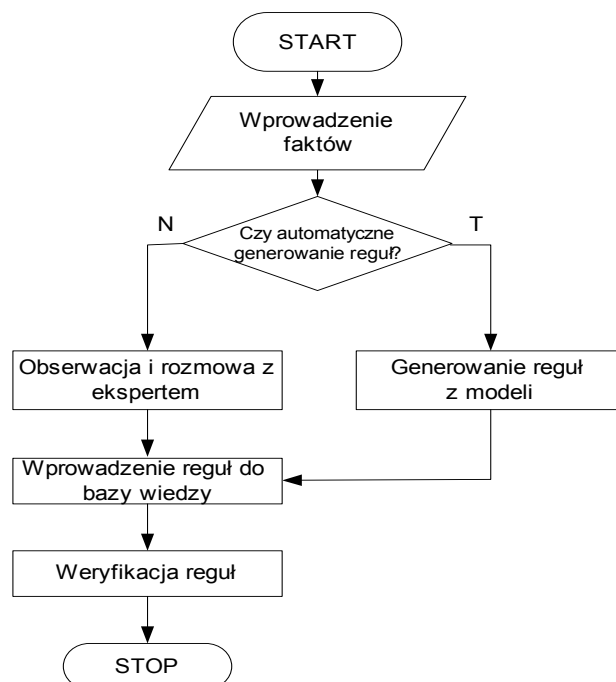 START
Wprowadzenie
faktów
Czy automatyczne
generowanie reguł?
N
T
Obserwacja i rozmowa z
ekspertem
Generowanie reguł
z modeli
Wprowadzenie reguł do
bazy wiedzy
Weryfikacja reguł
STOP